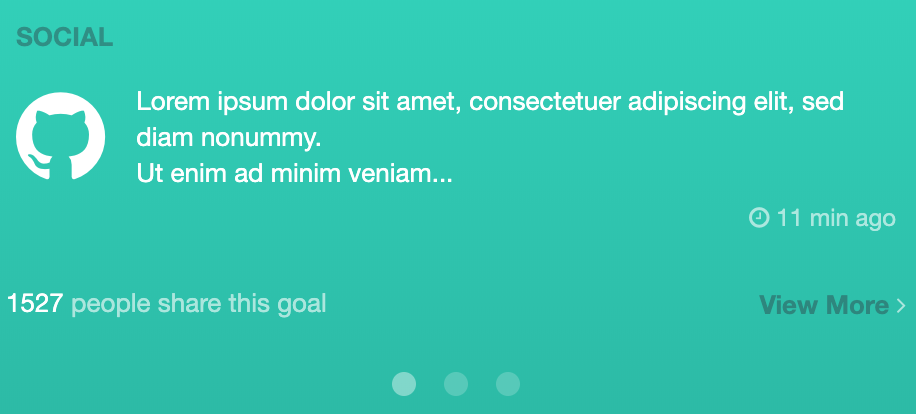 SOCIAL
Lorem ipsum dolor sit amet, consectetuer adipiscing elit, sed
diam nonummy.
Ut enim ad minim veniam...
11 min ago
1527 people share this goal
View More